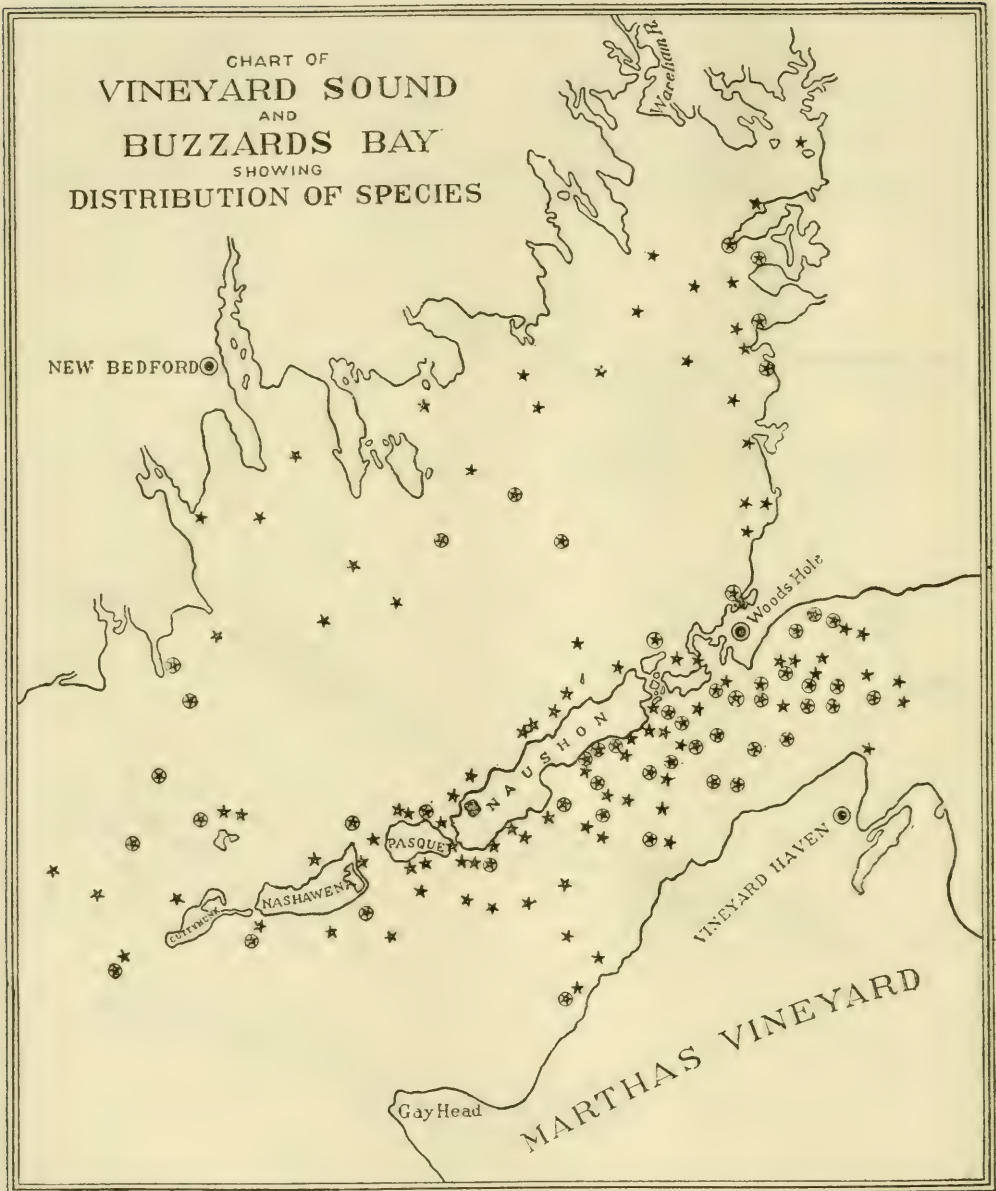 CHART OF
VINEYARD SOUND
AND
BUZZARDS BAY
SHOWING
DISTRIBUTION OF SPECIES
Wareham R.
NEW BEDFORD
Woods Hole
NAUSHON
PASQUE
NASHAWENA
CUTTYHUNK
VINEYARD HAVEN
MARTHAS VINEYARD
Gay Head